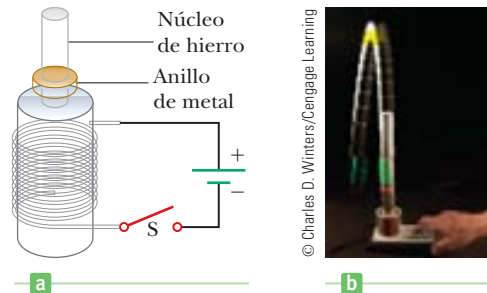 Núcleo
de hierro
Anillo
de metal
+
−
S
a
© Charles D. Winters/Cengage Learning
b